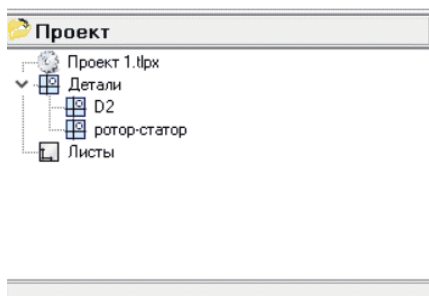 Проект
Проект 1.tlpx
Детали
D2
ротор-статор
Листы